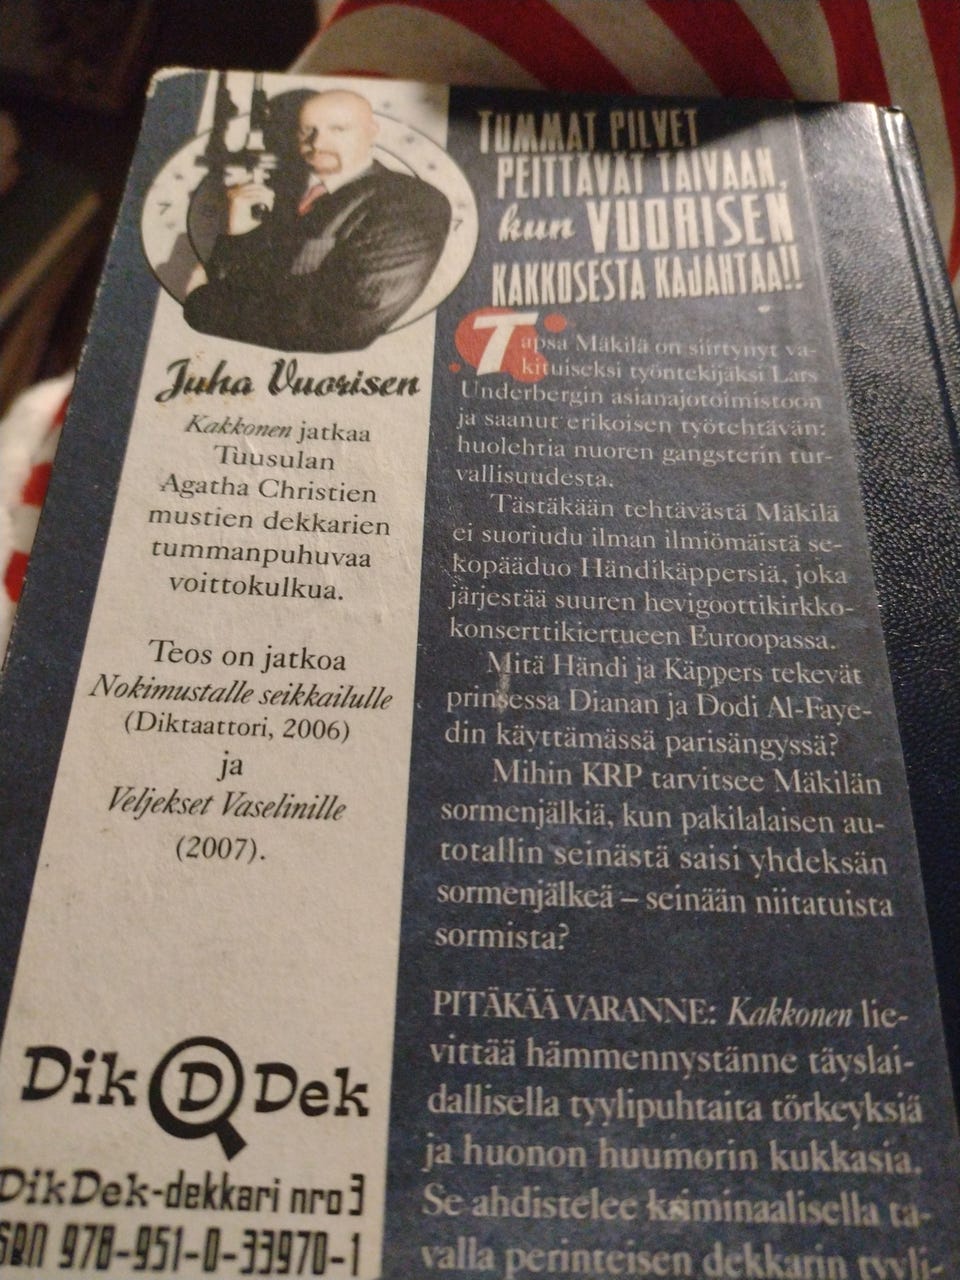 Juha Vuorisen
Kakkonen jatkaa
Tuusulan
Agatha Christien
mustien dekkarien
tummanpuhuvaa
voittokulkua.
Teos on jatkoa
Nokimustalle seikkailulle
(Diktaattori, 2006)
ja
Veljekset Vaselinille
(2007).
Dik D Dek
DikDek-dekkari nro 3
ISBN 978-951-0-33970-1
TUMMAT PILVET
PEITTÄVÄT TAIVAAN,
kun VUORISEN
KAKKOSESTA KAJAHTAA!!
Tapsa Mäkilä on siirtynyt va-
kituiseksi työntekijäksi Lars
Underbergin asianajotoimistoon
ja saanut erikoisen työtehtävän:
huolehtia nuoren gangsterin tur-
vallisuudesta.
Tästäkään tehtävästä Mäkilä
ei suoriudu ilman ilmiömäistä se-
kopääduo Händikäppersiä, joka
järjestää suuren hevigoottikirkko-
konserttikiertueen Euroopassa.
Mitä Händi ja Käppers tekevät
prinsessa Dianan ja Dodi Al-Faye-
din käyttämässä parisängyssä?
Mihin KRP tarvitsee Mäkilän
sormenjälkiä, kun pakilalaisen au-
totallin seinästä saisi yhdeksän
sormenjälkeä – seinään niitatuista
sormista?
PITÄKÄÄ VARANNE: Kakkonen lie-
vittää hämmennystänne täyslai-
dallisella tyylipuhtaita törkeyksiä
ja huonon huumorin kukkasia.
Se ahdistelee kriminaalisella ta-
valla perinteisen dekkarin tyyli-